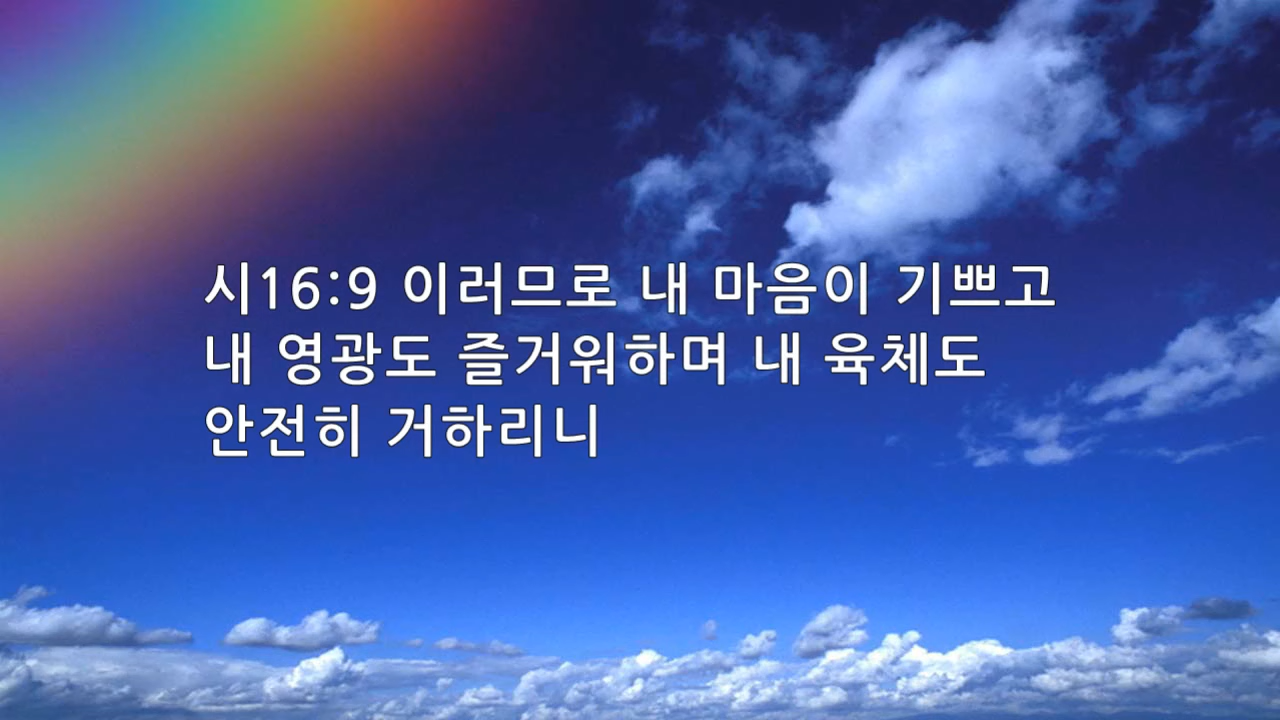 시16:9 이러므로 내 마음이 기쁘고
내 영광도 즐거워하며 내 육체도
안전히 거하리니